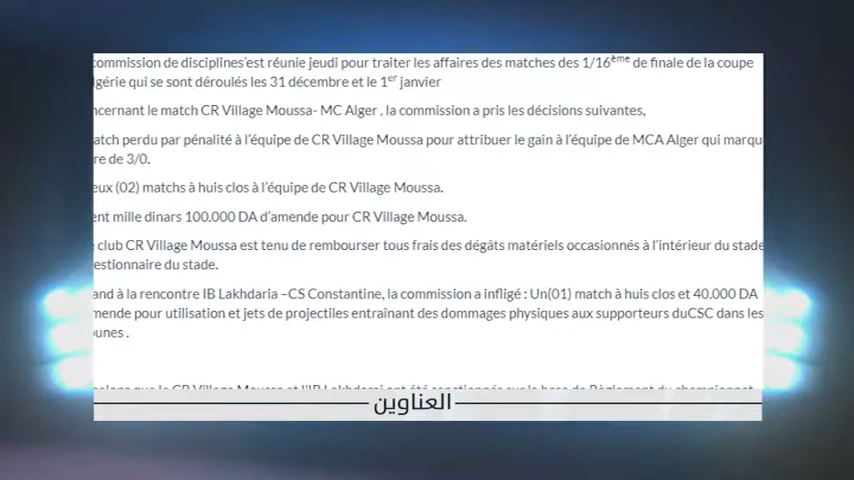 ommission de disciplines'est réunie jeudi pour traiter les affaires des matches des 1/16ème de finale de la coupe
lgérie qui se sont déroulés les 31 décembre et le 1er janvier
ncernant le match CR Village Moussa- MC Alger , la commission a pris les décisions suivantes,
atch perdu par pénalité à l'équipe de CR Village Moussa pour attribuer le gain à l'équipe de MCA Alger qui marqu
re de 3/0.
eux (02) matchs à huis clos à l'équipe de CR Village Moussa.
ent mille dinars 100.000 DA d'amende pour CR Village Moussa.
club CR Village Moussa est tenu de rembourser tous frais des dégâts matériels occasionnés à l'intérieur du stade
estionnaire du stade.
and à la rencontre IB Lakhdaria –CS Constantine, la commission a infligé : Un(01) match à huis clos et 40.000 DA
mende pour utilisation et jets de projectiles entraînant des dommages physiques aux supporteurs duCSC dans les
ounes .
العناوين